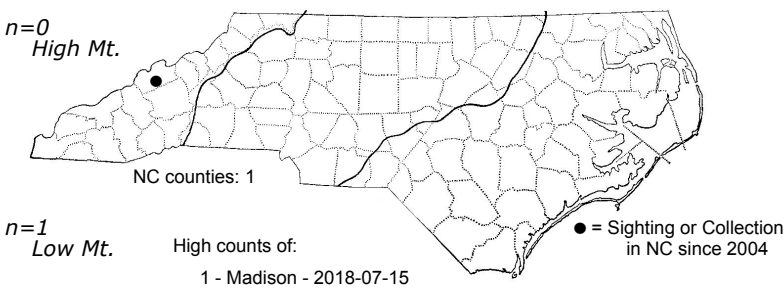 n=0
High Mt.
NC counties: 1
n=1
Low Mt.
High counts of:
1 - Madison - 2018-07-15
● = Sighting or Collection
in NC since 2004